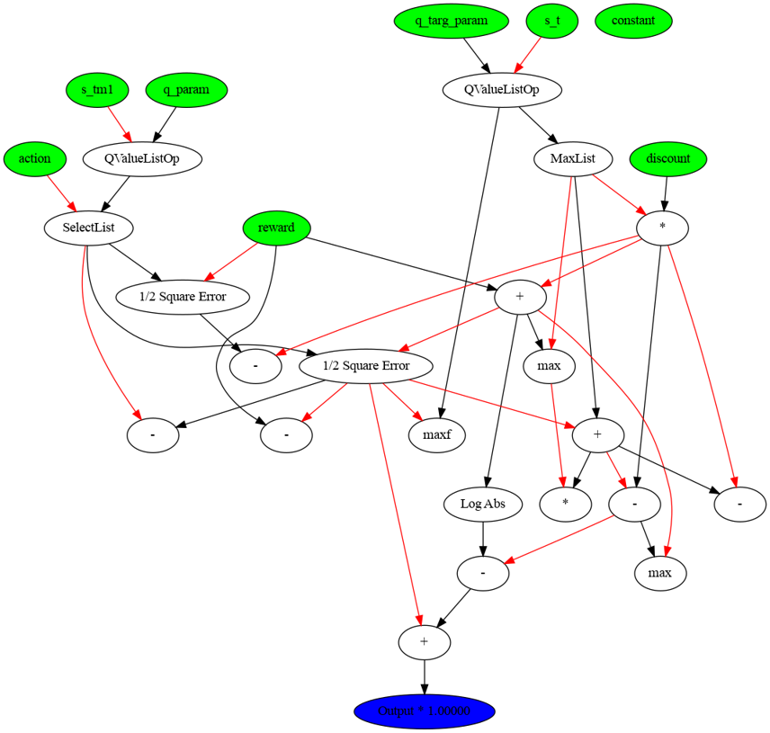 q_targ_param
s_t
constant
s_tm1
q_param
QValueListOp
action
QValueListOp
MaxList
discount
SelectList
reward
*
1/2 Square Error
+
-
1/2 Square Error
max
-
-
maxf
+
Log Abs
*
-
-
-
max
+
Output * 1.00000